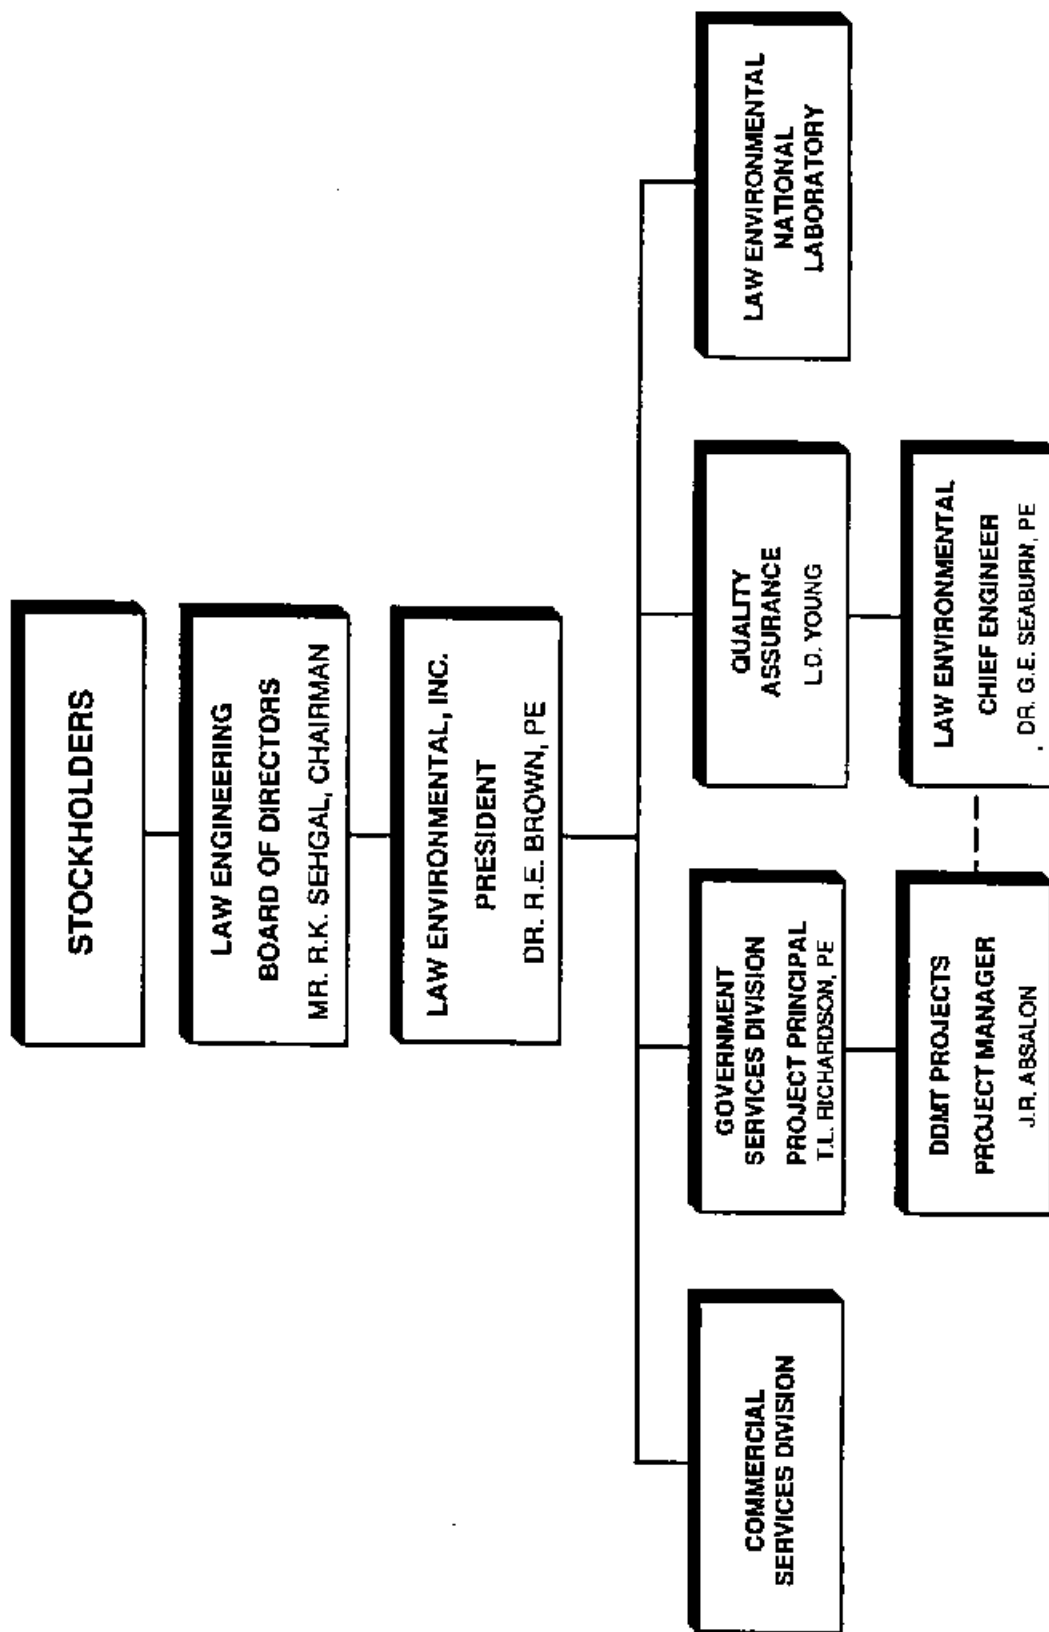 STOCKHOLDERS
LAW ENGINEERING
BOARD OF DIRECTORS
MR. R.K. SEHGAL, CHAIRMAN
LAW ENVIRONMENTAL, INC.
PRESIDENT
DR. R.E. BROWN, PE
COMMERCIAL
SERVICES DIVISION
GOVERNMENT
SERVICES DIVISION
PROJECT PRINCIPAL
T.L. RICHARDSON, PE
QUALITY
ASSURANCE
L.D. YOUNG
LAW ENVIRONMENTAL
NATIONAL
LABORATORY
DDMT PROJECTS
PROJECT MANAGER
J.R. ABSALON
LAW ENVIRONMENTAL
CHIEF ENGINEER
DR. G.E. SEABURN, PE